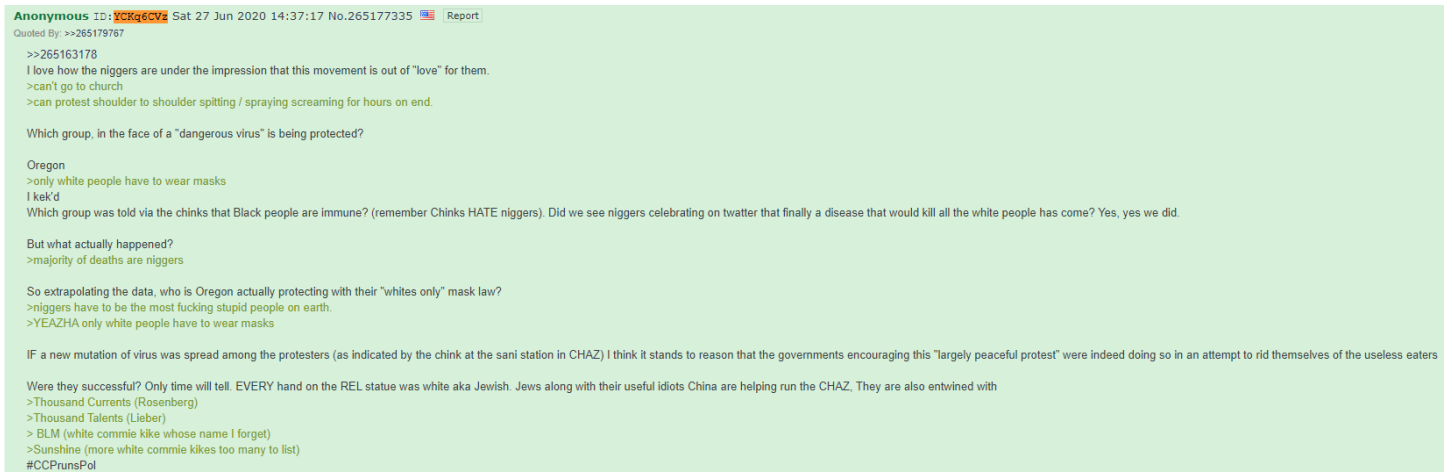 Anonymous ID:YCKq6CVz Sat 27 Jun 2020 14:37:17 No.265177335 Report
Quoted By: >>265179767
>>265163178
I love how the niggers are under the impression that this movement is out of "love" for them.
>can't go to church
>can protest shoulder to shoulder spitting / spraying screaming for hours on end.
Which group, in the face of a "dangerous virus" is being protected?
Oregon
>only white people have to wear masks
I kek'd
Which group was told via the chinks that Black people are immune? (remember Chinks HATE niggers). Did we see niggers celebrating on twatter that finally a disease that would kill all the white people has come? Yes, yes we did.
But what actually happened?
>majority of deaths are niggers
So extrapolating the data, who is Oregon actually protecting with their "whites only" mask law?
>niggers have to be the most fucking stupid people on earth.
>YEAZHA only white people have to wear masks
IF a new mutation of virus was spread among the protesters (as indicated by the chink at the sani station in CHAZ) I think it stands to reason that the governments encouraging this "largely peaceful protest" were indeed doing so in an attempt to rid themselves of the useless eaters
Were they successful? Only time will tell. EVERY hand on the REL statue was white aka Jewish. Jews along with their useful idiots China are helping run the CHAZ, They are also entwined with
>Thousand Currents (Rosenberg)
>Thousand Talents (Lieber)
> BLM (white commie kike whose name I forget)
>Sunshine (more white commie kikes too many to list)
#CCPrunsPol